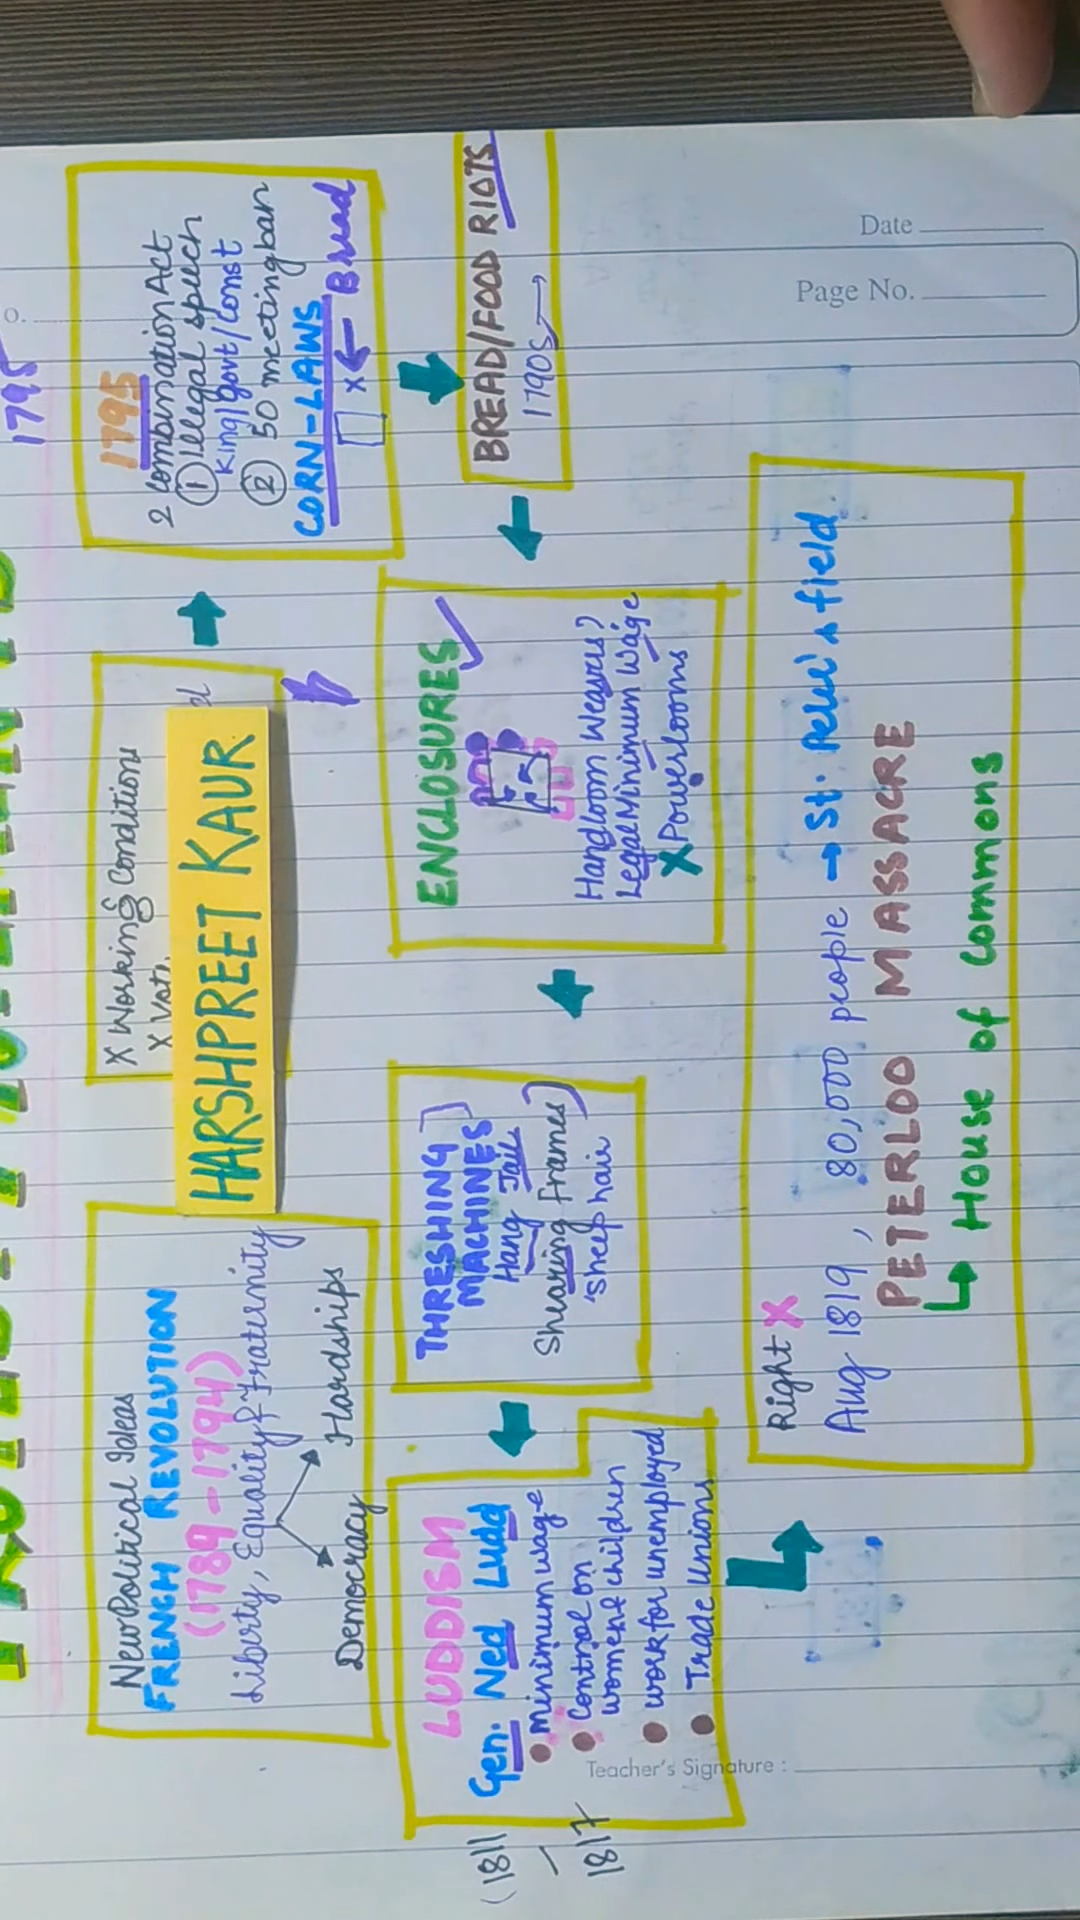 1795
NewPolitical Ideas
FRENCH REVOLUTION
(1789-1794)
Liberty, Equality & Fraternity
Democracy
Hardships
X Working Condition
X Vote
HARSHPREET KAUR
1795
2 Combination Act
① Illegal speech
King/Govt/Const
② 50 meeting ban
CORN-LAWS
x ← Bread
BREAD/FOOD RIOTS
1790s →
ENCLOSURES ✓
Handloom Weavers?
Legal Minimum Wage
X Powerlooms
THRESHING
MACHINES
Hang Jail
Shearing frames)
'sheep hair
LUDDISM
Gen. Ned Ludd
• Minimum wage
• Control on
women & children
• work for unemployed
• Trade Unions
(1811
–
1817
Right X
Aug 1819, 80,000 people → St. Peter's field
PETERLOO MASSACRE
↳ House of Commons
Date
Page No.
Teacher's Signature :